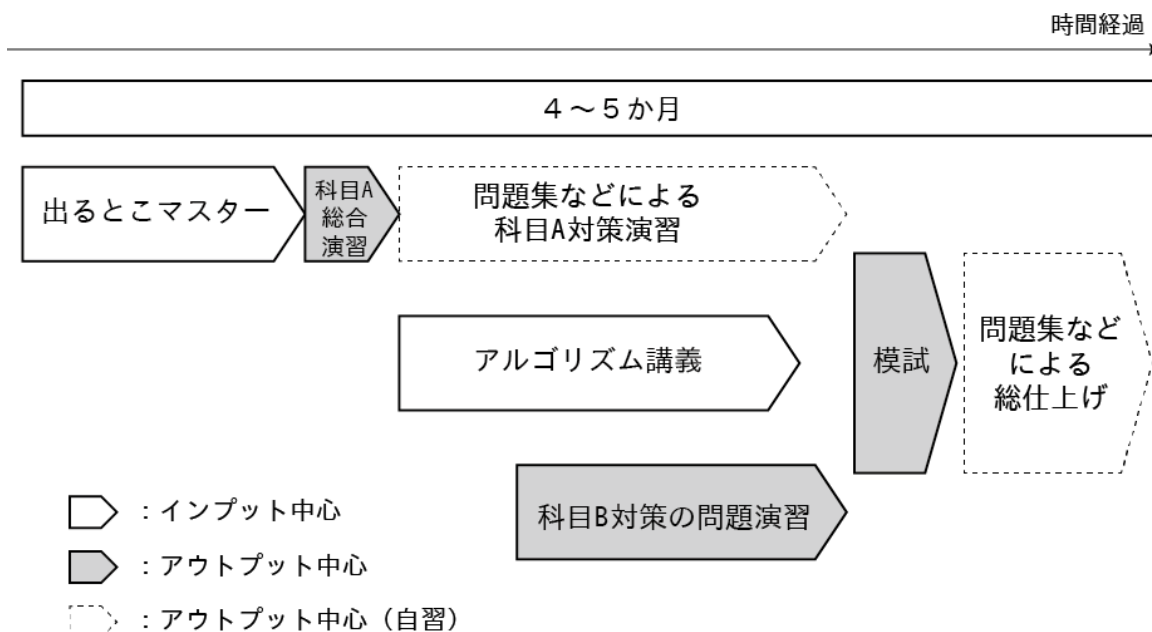 時間経過
４～５か月
出るとこマスター
科目A
総合
演習
問題集などによる
科目A対策演習
アルゴリズム講義
模試
問題集など
による
総仕上げ
科目B対策の問題演習
：インプット中心
：アウトプット中心
：アウトプット中心（自習）